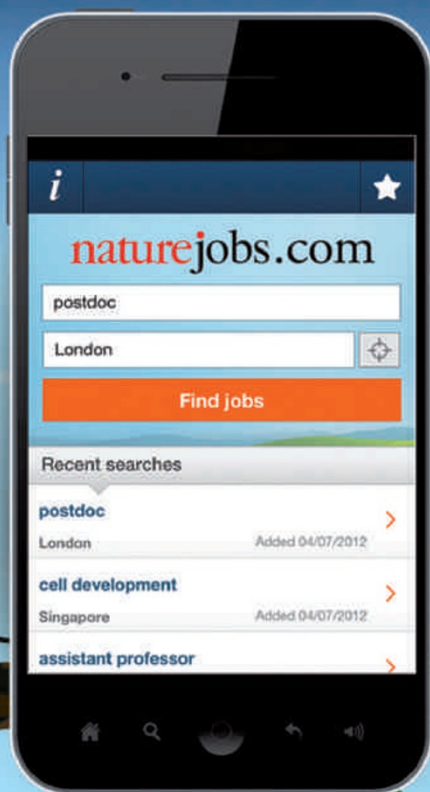 i
naturejobs.com
postdoc
London
Find jobs
Recent searches
postdoc
London Added 04/07/2012
cell development
Singapore Added 04/07/2012
assistant professor